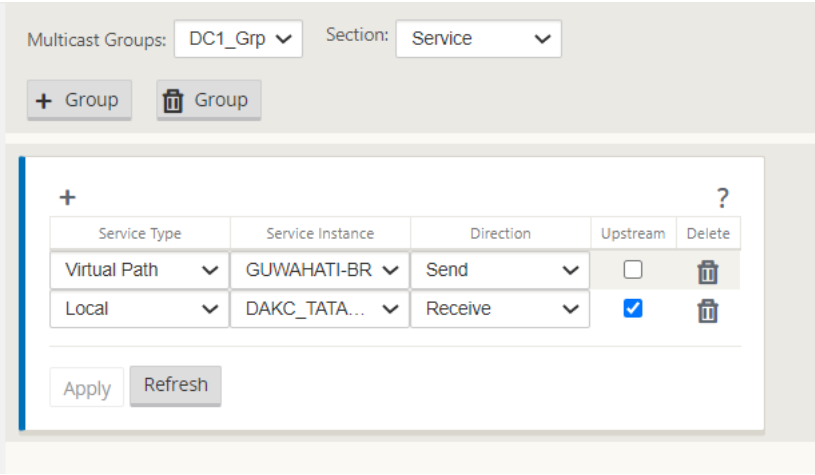 Multicast Groups: DC1_Grp Section: Service
+ Group Group
+ ?
Service Type Service Instance Direction Upstream Delete
Virtual Path GUWAHATI-BR Send
Local DAKC_TATA... Receive
Apply Refresh